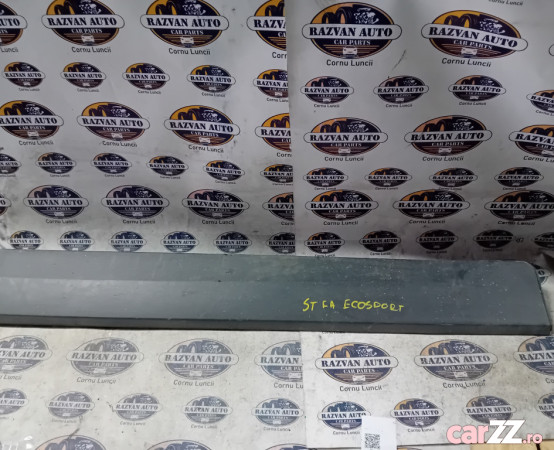 RAZVAN AUTO
CAR PARTS
Cornu Luncii
ST FA ECOSPORT
carzz.ro